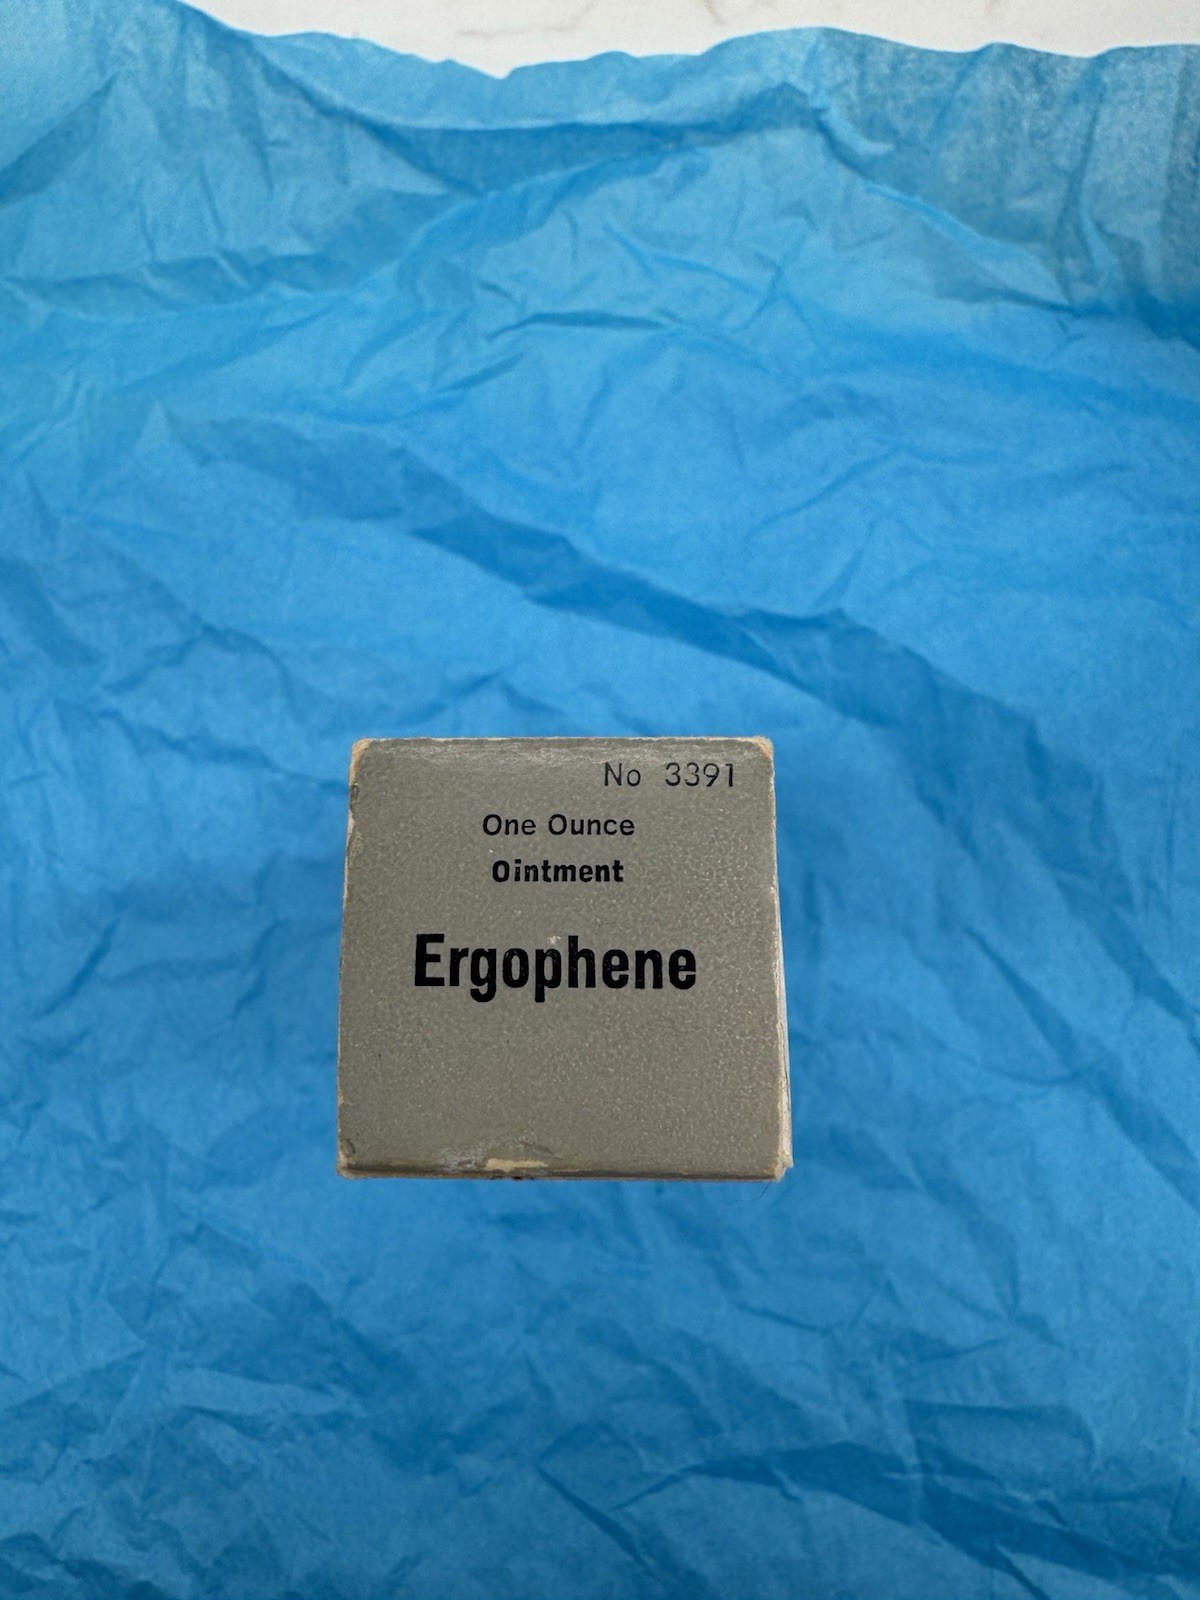 No 3391
One Ounce
Ointment
Ergophene